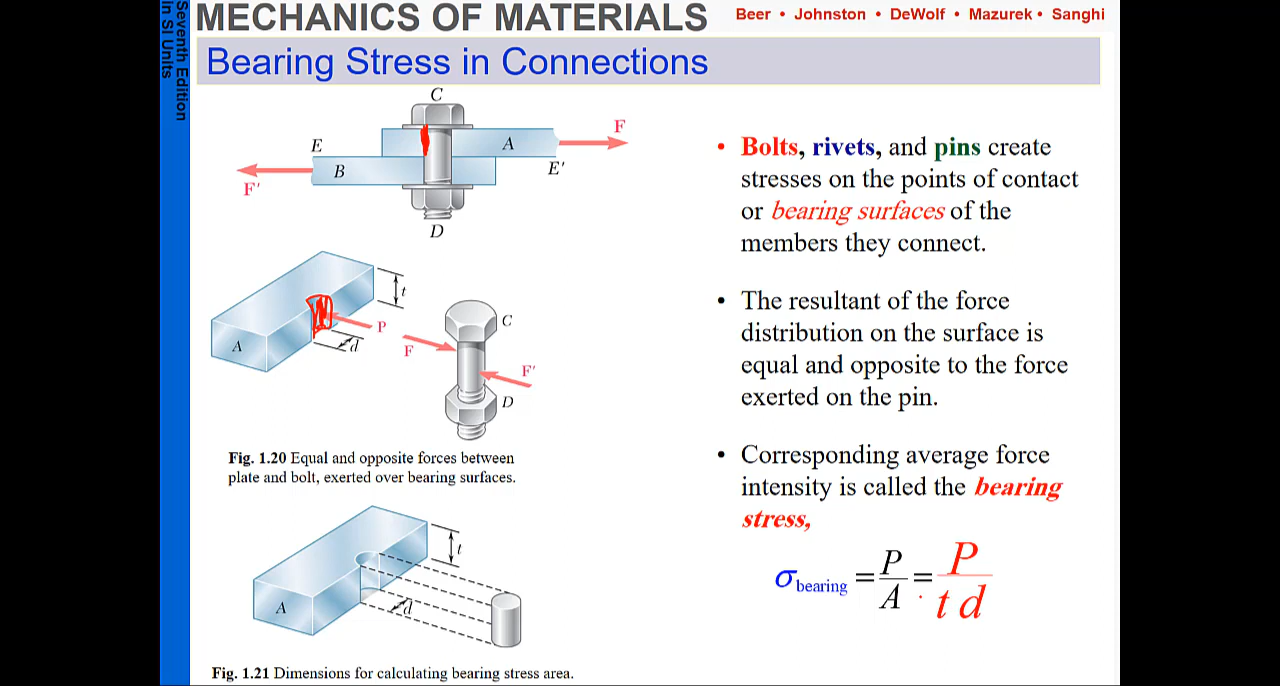 Seventh Edition
in SI Units
MECHANICS OF MATERIALS
Beer • Johnston • DeWolf • Mazurek • Sanghi
Bearing Stress in Connections
C
F
E
A
B
E'
F'
D
t
P
A
d
F
C
F'
D
Fig. 1.20 Equal and opposite forces between
plate and bolt, exerted over bearing surfaces.
t
A
d
Fig. 1.21 Dimensions for calculating bearing stress area.
• Bolts, rivets, and pins create
stresses on the points of contact
or bearing surfaces of the
members they connect.
• The resultant of the force
distribution on the surface is
equal and opposite to the force
exerted on the pin.
• Corresponding average force
intensity is called the bearing
stress,
σ bearing = P/A = P/t d